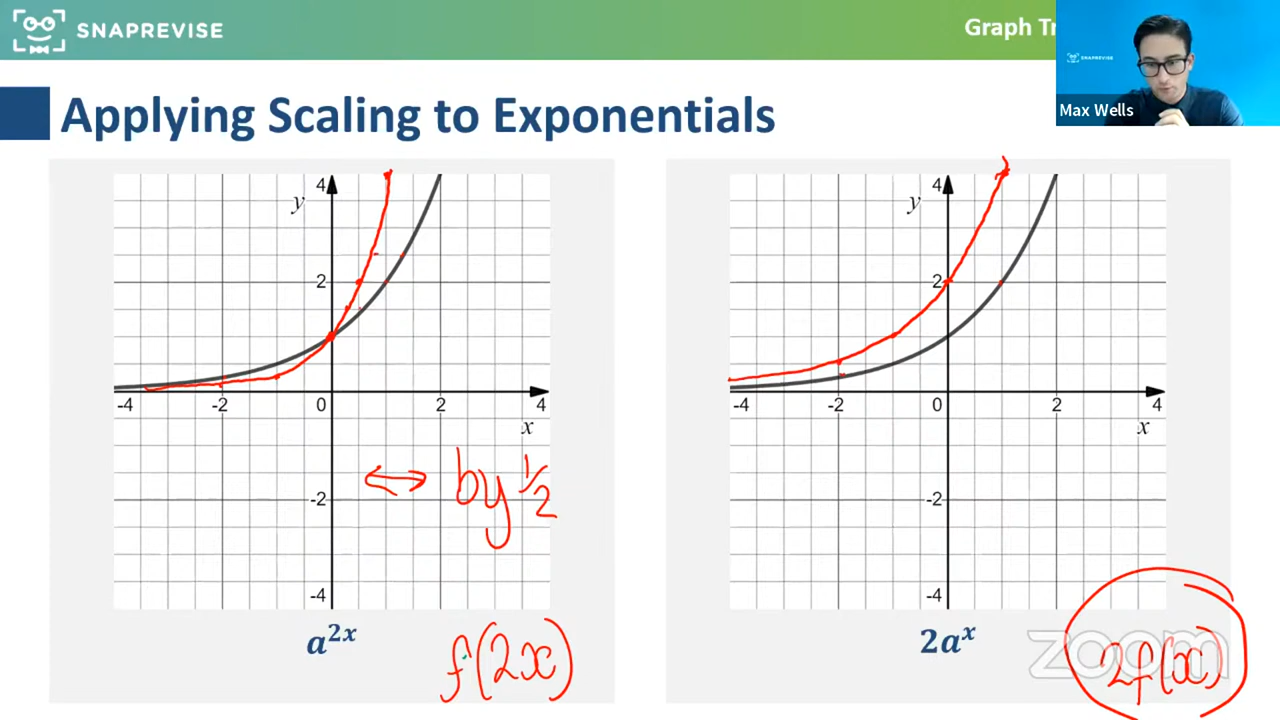 SNAPREVISE
Graph Tr
SNAPREVISE
Max Wells
Applying Scaling to Exponentials
4
y
2
-4
-2
0
2
4
x
-2
-4
by 1/2
a^{2x}
f(2x)
4
y
2
-4
-2
0
2
4
x
-2
-4
2a^x
zoom
2f(x)